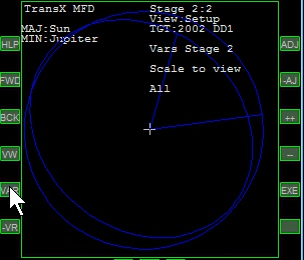 TransX MFD
Stage 2:2
View:Setup
MAJ:Sun
TGT:2002 DD1
MIN:Jupiter
Vars Stage 2
Scale to view
All
HLP
FWD
BCK
VW
VAR
-VR
ADJ
-AJ
++
--
EXE